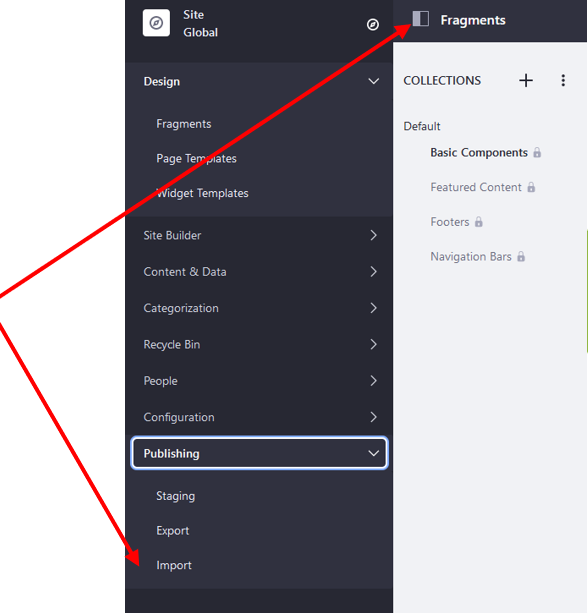 Site
Global
Design
Fragments
Page Templates
Widget Templates
Site Builder
Content & Data
Categorization
Recycle Bin
People
Configuration
Publishing
Staging
Export
Import
Fragments
COLLECTIONS
Default
Basic Components
Featured Content
Footers
Navigation Bars